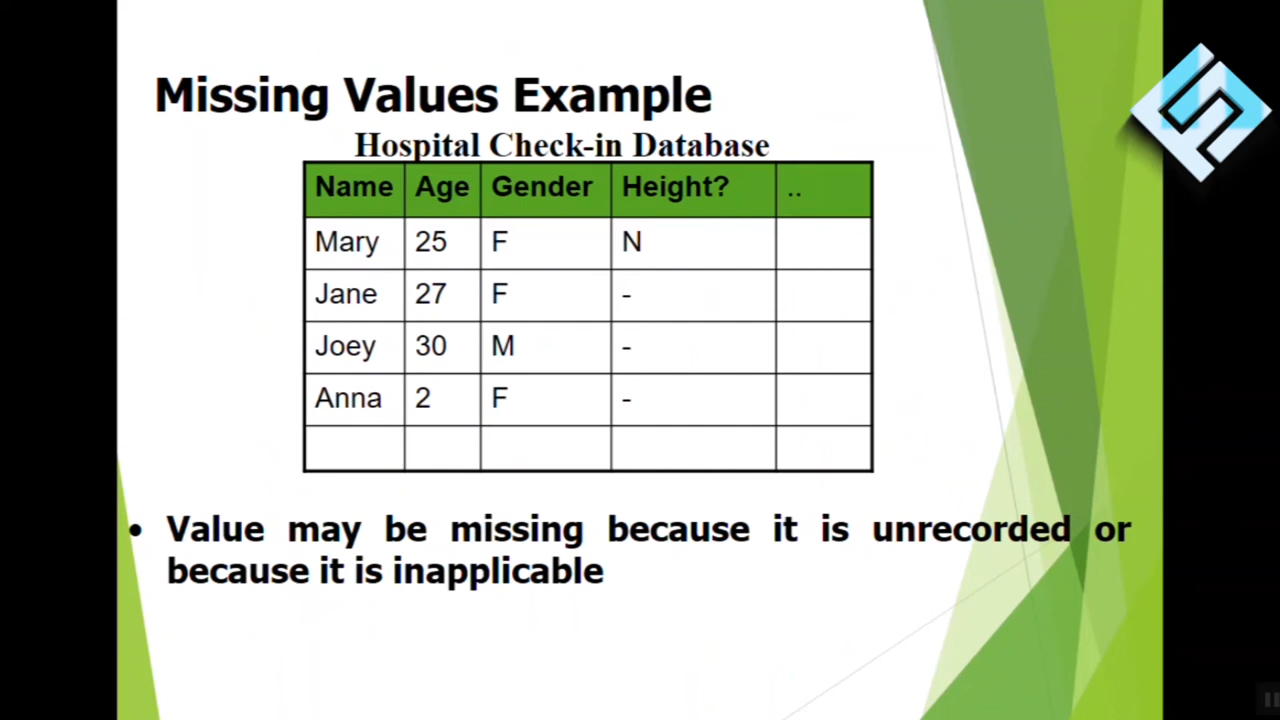 Missing Values Example
Hospital Check-in Database
Name Age Gender Height? ..
Mary 25 F N
Jane 27 F -
Joey 30 M -
Anna 2 F -
• Value may be missing because it is unrecorded or
because it is inapplicable